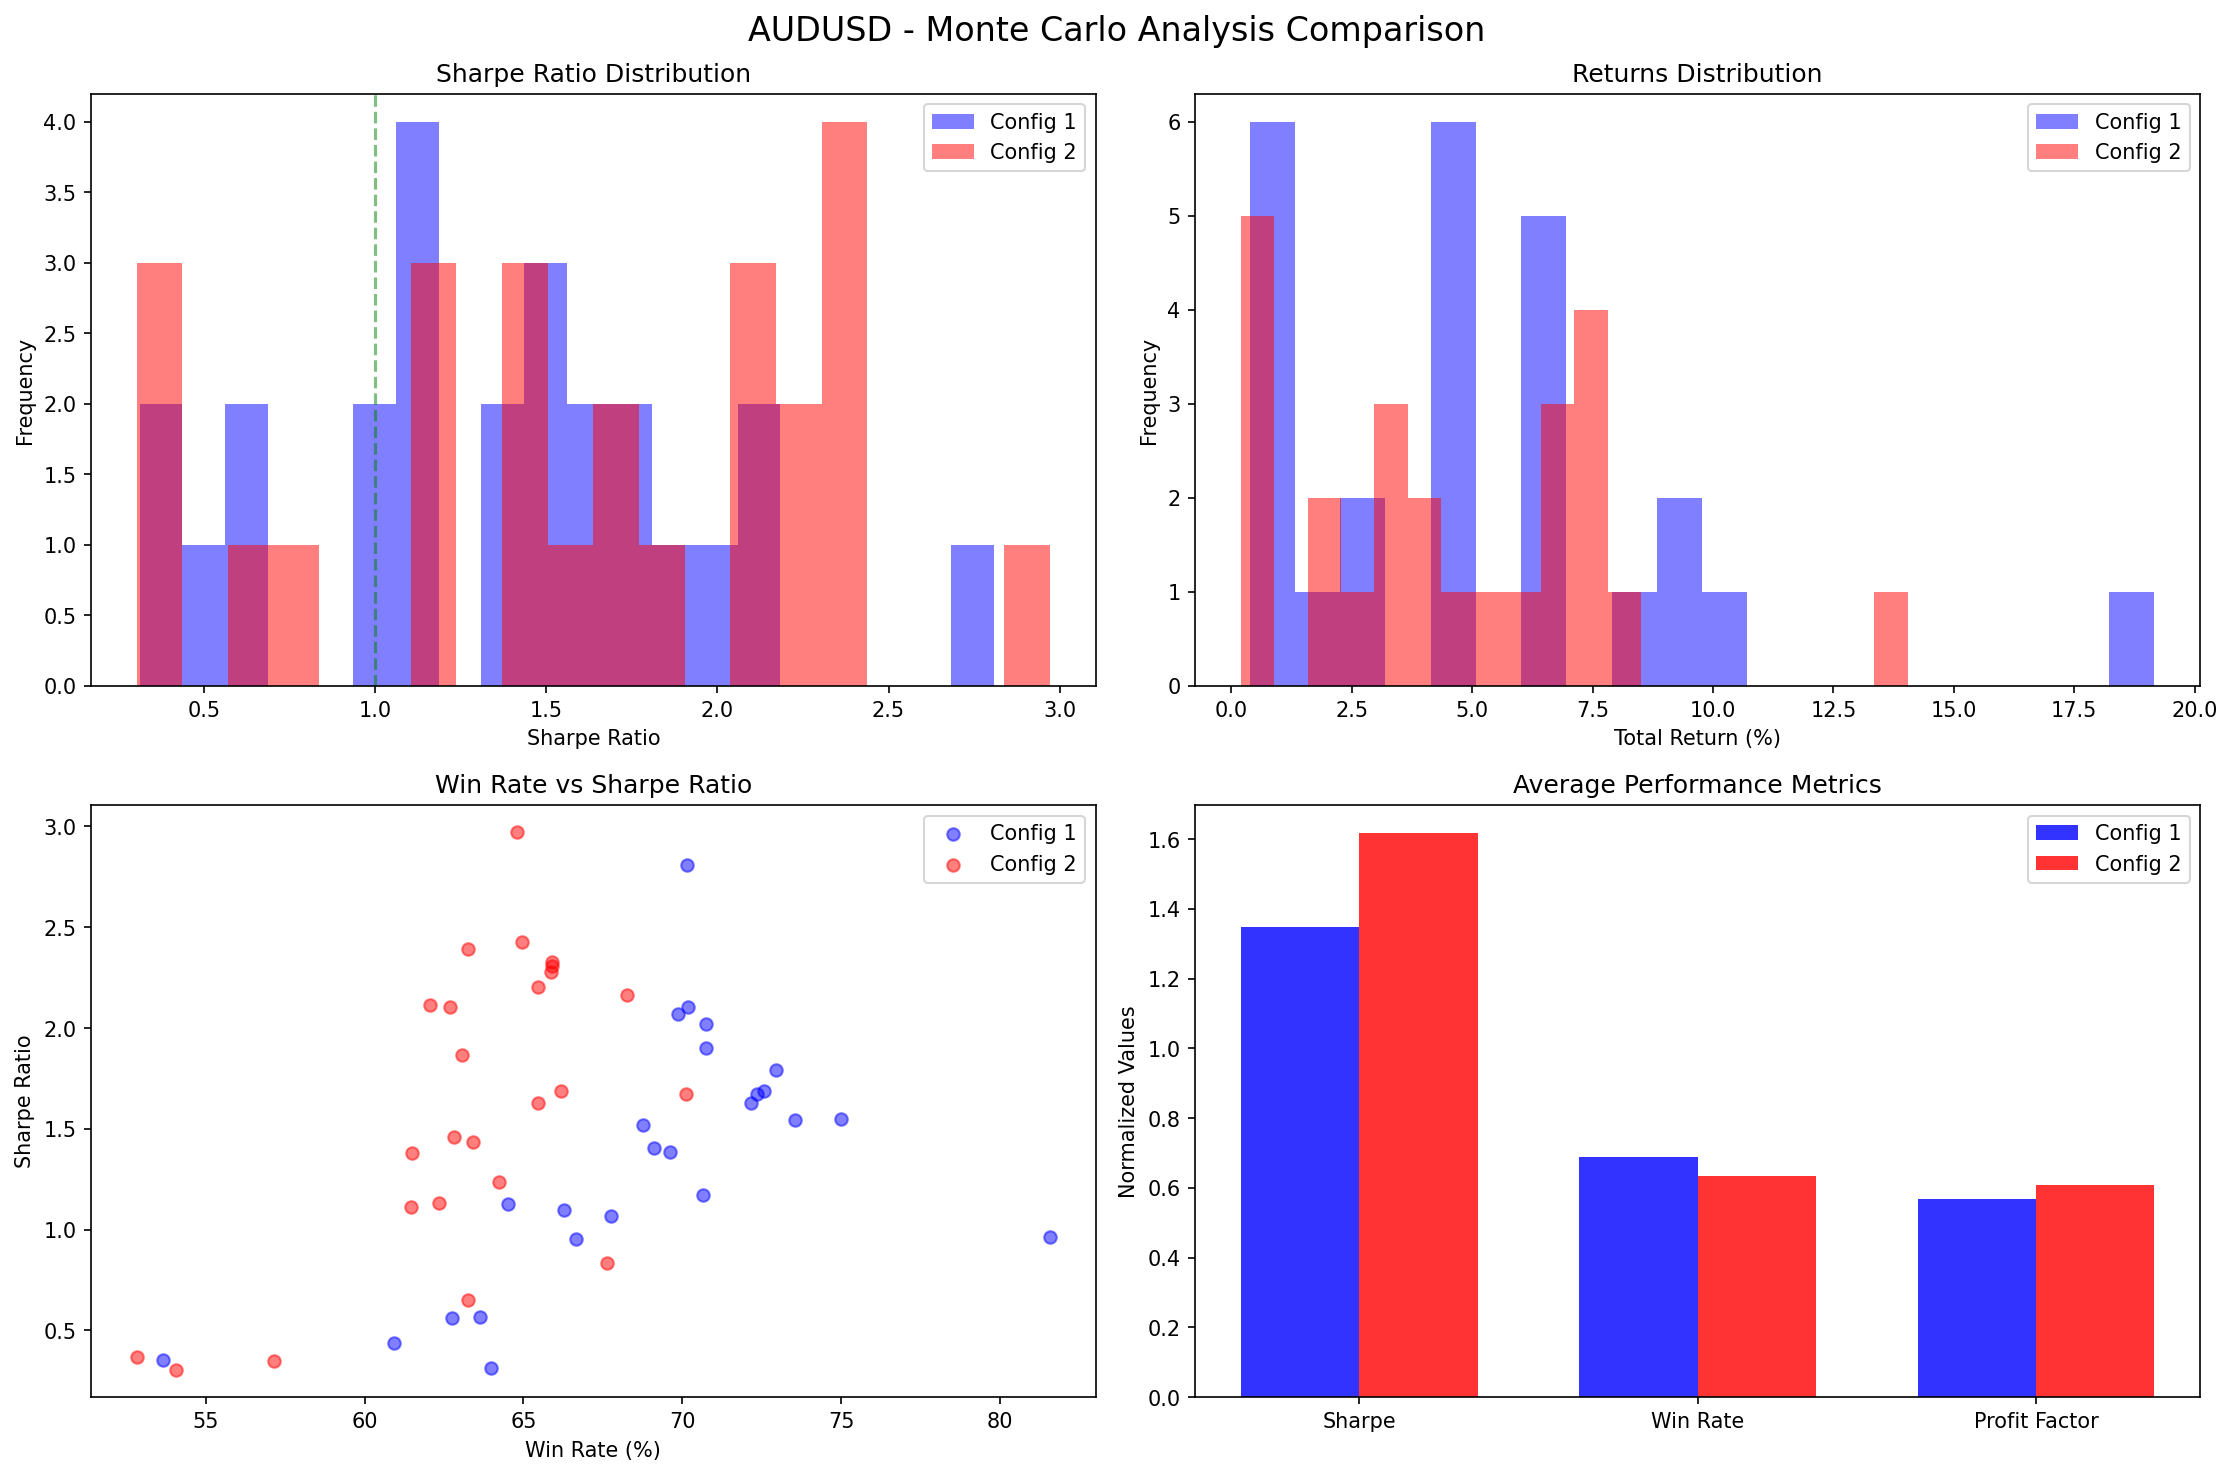 AUDUSD - Monte Carlo Analysis Comparison
Sharpe Ratio Distribution
Frequency
4.0
3.5
3.0
2.5
2.0
1.5
1.0
0.5
0.0
Config 1
Config 2
0.5 1.0 1.5 2.0 2.5 3.0
Sharpe Ratio
Returns Distribution
Frequency
6
5
4
3
2
1
0
Config 1
Config 2
0.0 2.5 5.0 7.5 10.0 12.5 15.0 17.5 20.0
Total Return (%)
Win Rate vs Sharpe Ratio
Sharpe Ratio
3.0
2.5
2.0
1.5
1.0
0.5
Config 1
Config 2
55 60 65 70 75 80
Win Rate (%)
Average Performance Metrics
Normalized Values
1.6
1.4
1.2
1.0
0.8
0.6
0.4
0.2
0.0
Config 1
Config 2
Sharpe Win Rate Profit Factor